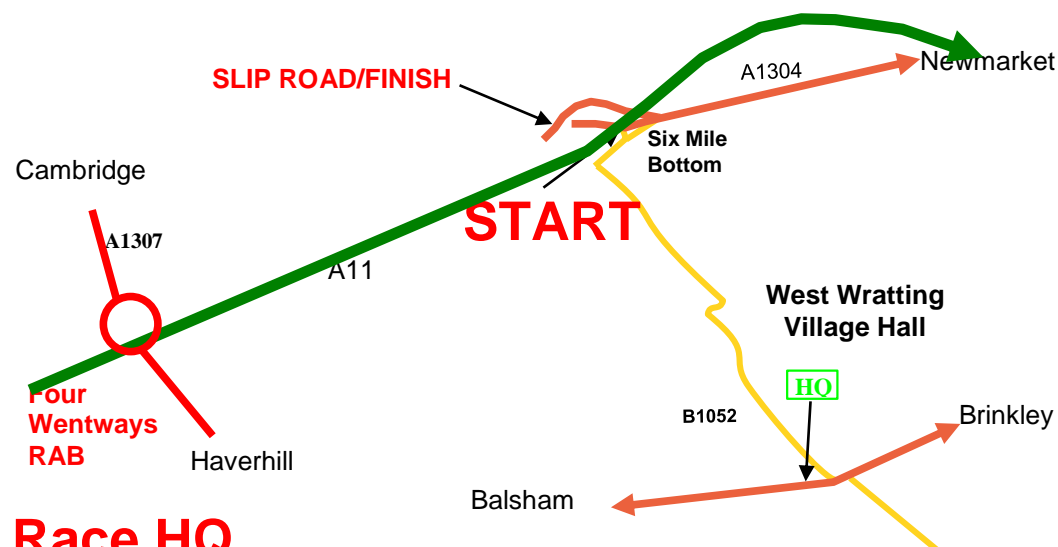 SLIP ROAD/FINISH
A1304
Newmarket
Six Mile
Bottom
Cambridge
START
A1307
A11
West Wratting
Village Hall
HQ
Four
Wentways
RAB
B1052
Brinkley
Haverhill
Balsham
Race HQ